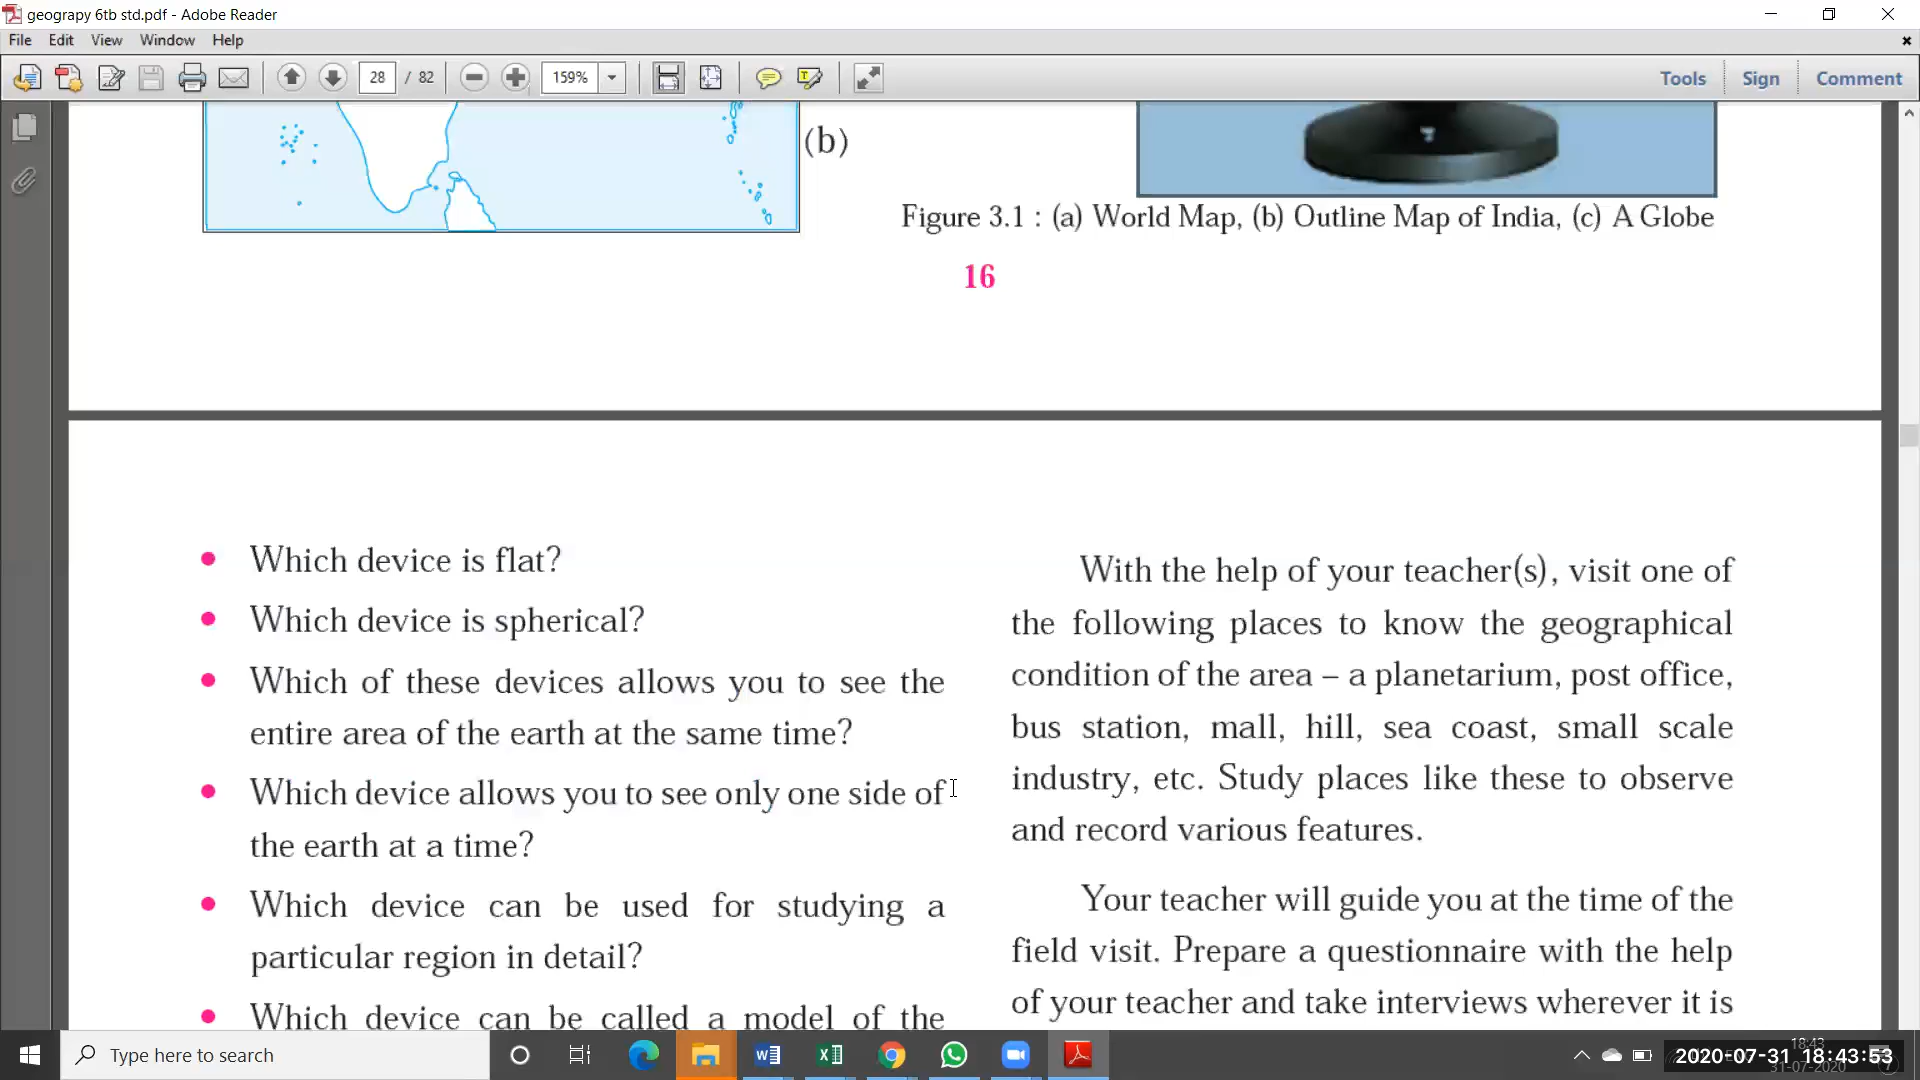 geograpy 6tb std.pdf - Adobe Reader
File Edit View Window Help
28 / 82 159% Tools Sign Comment
(b)
Figure 3.1 : (a) World Map, (b) Outline Map of India, (c) A Globe
16
• Which device is flat?
• Which device is spherical?
• Which of these devices allows you to see the
entire area of the earth at the same time?
• Which device allows you to see only one side of
the earth at a time?
• Which device can be used for studying a
particular region in detail?
• Which device can be called a model of the
With the help of your teacher(s), visit one of
the following places to know the geographical
condition of the area – a planetarium, post office,
bus station, mall, hill, sea coast, small scale
industry, etc. Study places like these to observe
and record various features.
Your teacher will guide you at the time of the
field visit. Prepare a questionnaire with the help
of your teacher and take interviews wherever it is
Type here to search
18:43
2020-07-31 18:43:53
31-07-2020